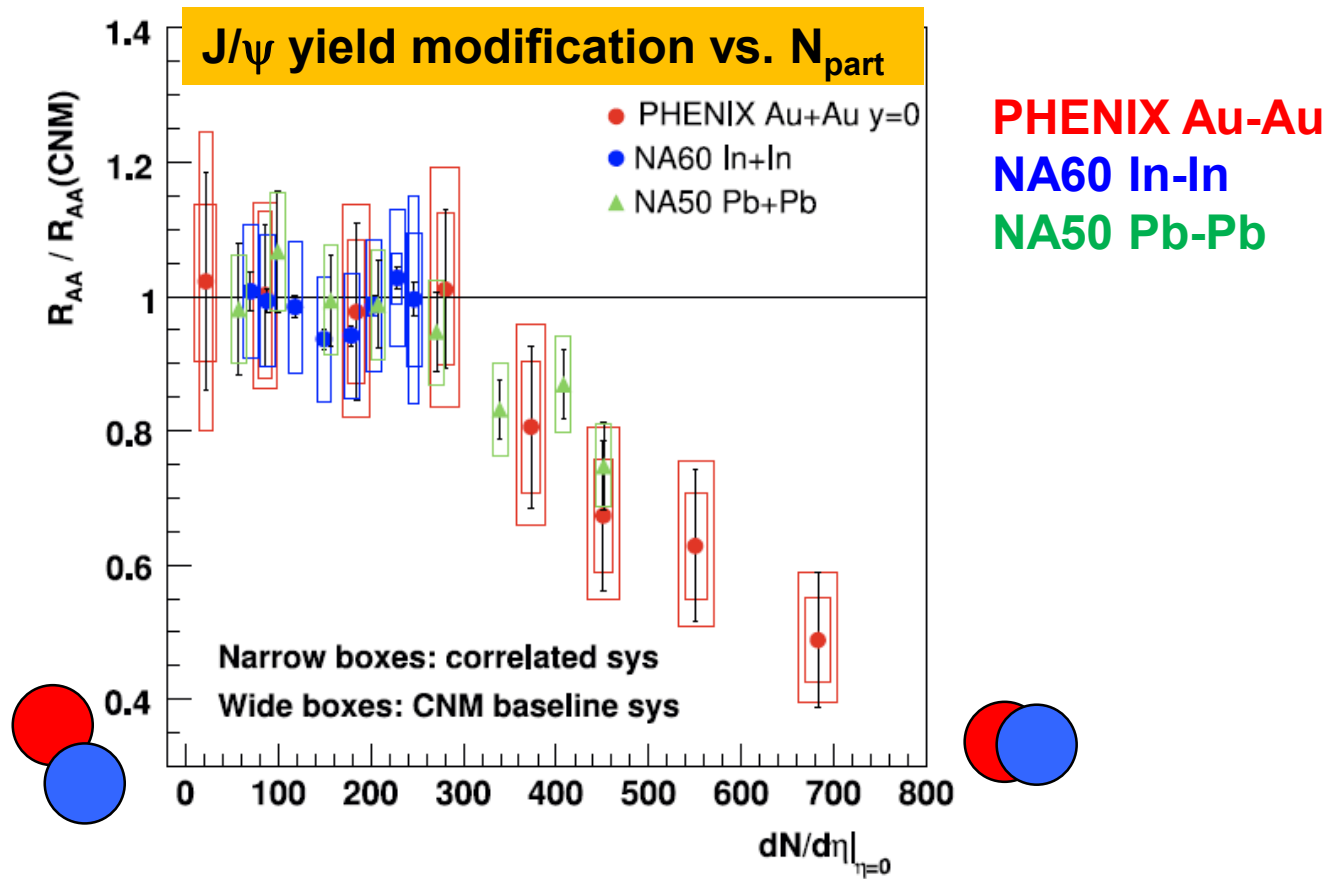 J/ψ yield modification vs. Npart
PHENIX Au+Au y=0
NA60 In+In
NA50 Pb+Pb
PHENIX Au-Au
NA60 In-In
NA50 Pb-Pb
RAA / RAA(CNM)
1.4
1.2
1
0.8
0.6
0.4
Narrow boxes: correlated sys
Wide boxes: CNM baseline sys
0 100 200 300 400 500 600 700 800
dN/dη|η=0